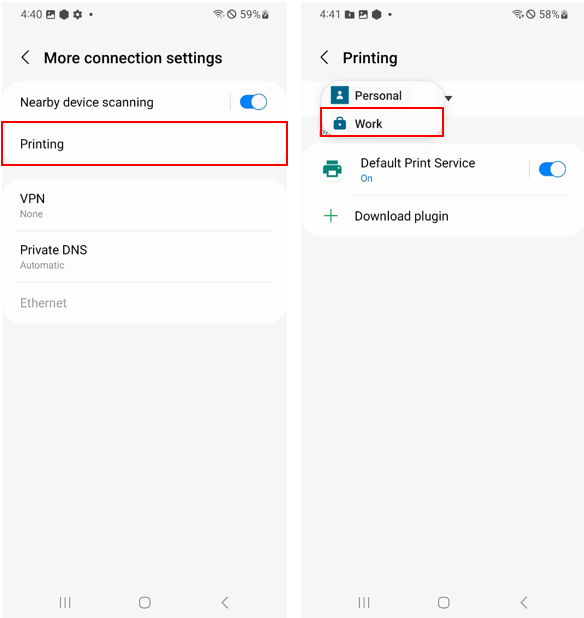 4:40
59%
More connection settings
Nearby device scanning
Printing
VPN
None
Private DNS
Automatic
Ethernet
4:41
58%
Printing
Personal
Work
Default Print Service
On
Download plugin